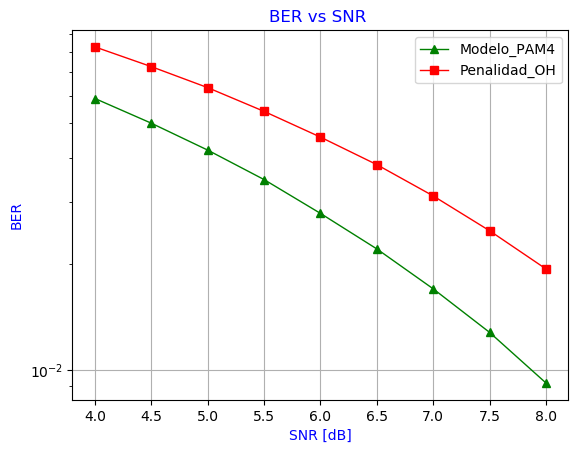 BER vs SNR
Modelo_PAM4
Penalidad_OH
BER
10⁻²
4.0 4.5 5.0 5.5 6.0 6.5 7.0 7.5 8.0
SNR [dB]